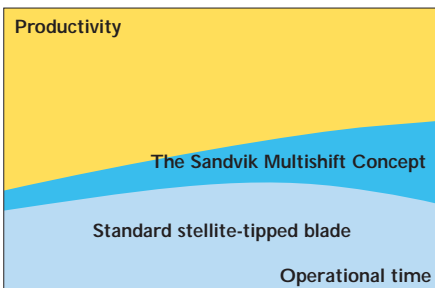 Productivity
The Sandvik Multishift Concept
Standard stellite-tipped blade
Operational time